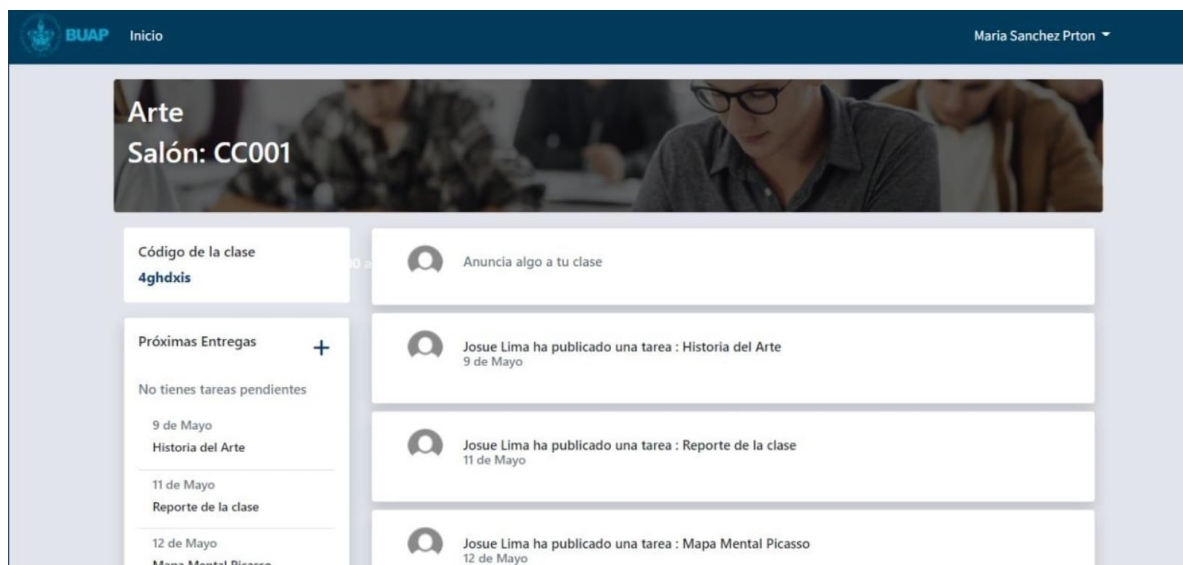 BUAP Inicio Maria Sanchez Prton
Arte
Salón: CC001
Código de la clase
4ghdxis
Anuncia algo a tu clase
Próximas Entregas
+
No tienes tareas pendientes
9 de Mayo
Historia del Arte
11 de Mayo
Reporte de la clase
12 de Mayo
Mapa Mental Picasso
Josue Lima ha publicado una tarea : Historia del Arte
9 de Mayo
Josue Lima ha publicado una tarea : Reporte de la clase
11 de Mayo
Josue Lima ha publicado una tarea : Mapa Mental Picasso
12 de Mayo